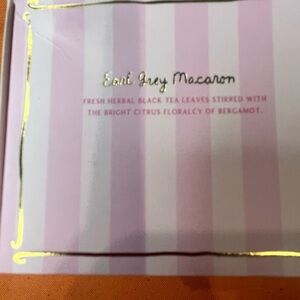 Earl Grey Macaron
FRESH HERBAL BLACK TEA LEAVES STIRRED WITH
THE BRIGHT CITRUS FLORALCY OF BERGAMOT.